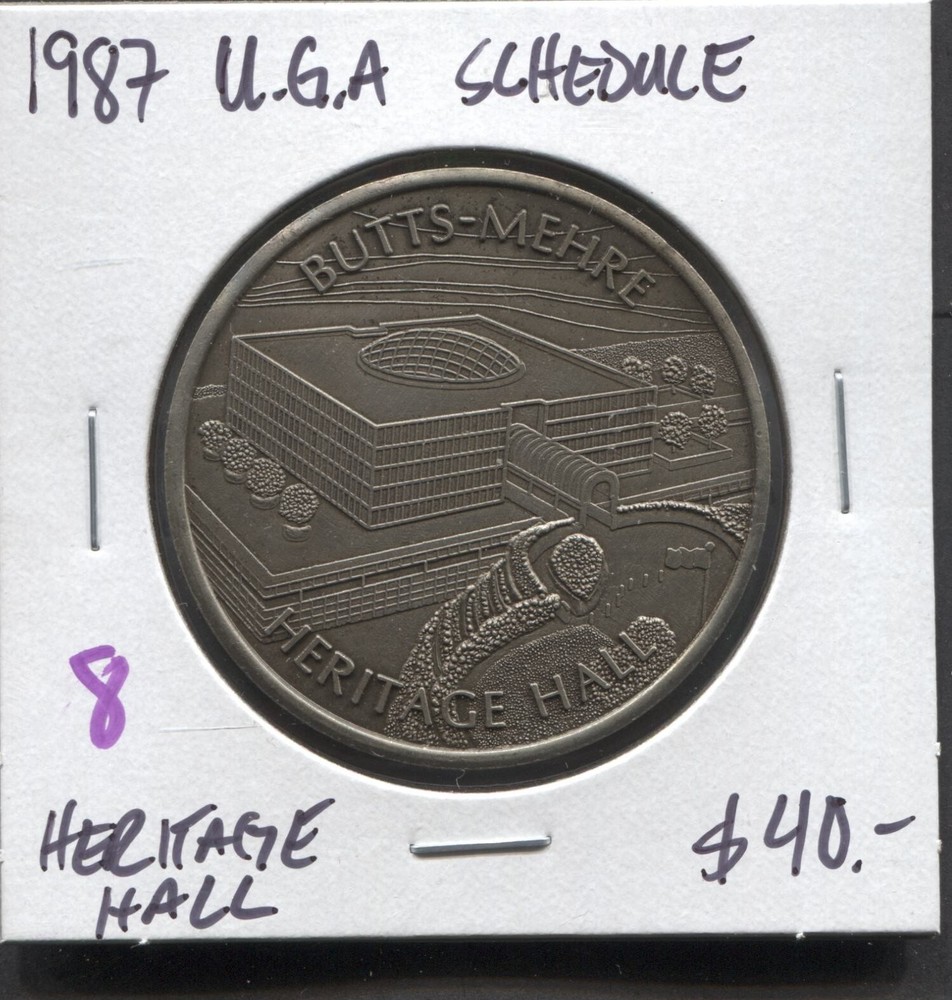 1987 U.G.A SCHEDULE
BUTTS-MEHRE
HERITAGE HALL
8
HERITAGE
HALL
$40.-